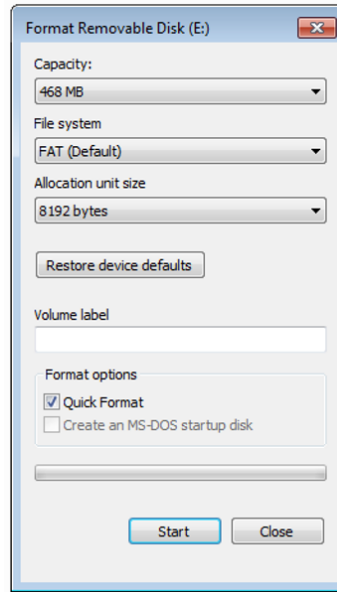 Format Removable Disk (E:)
Capacity:
468 MB
File system
FAT (Default)
Allocation unit size
8192 bytes
Restore device defaults
Volume label
Format options
Quick Format
Create an MS-DOS startup disk
Start Close